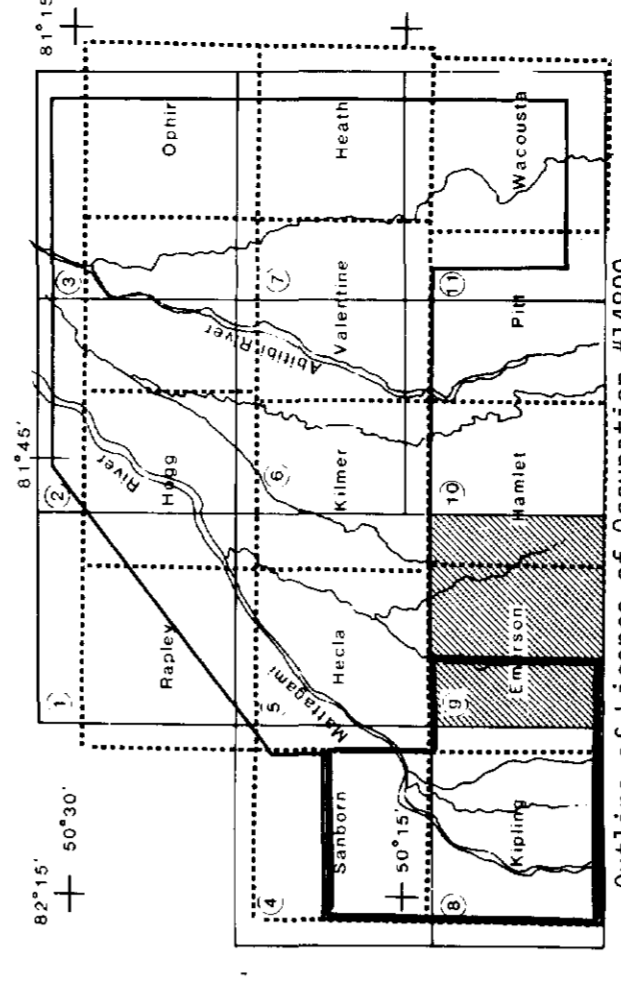 81°15'
81°45'
82°15'
50°30'
1
2
3
Rapley
Hogg
River
Ophir
4
5
6
7
Abitibi River
Hecla
Kilmer
Valentine
Heath
Mattagami
Sanborn
50°15'
8
9
10
11
Kipling
Emerson
Hamlet
Pitt
Wacousta
Outline of Licence of Occupation #14800